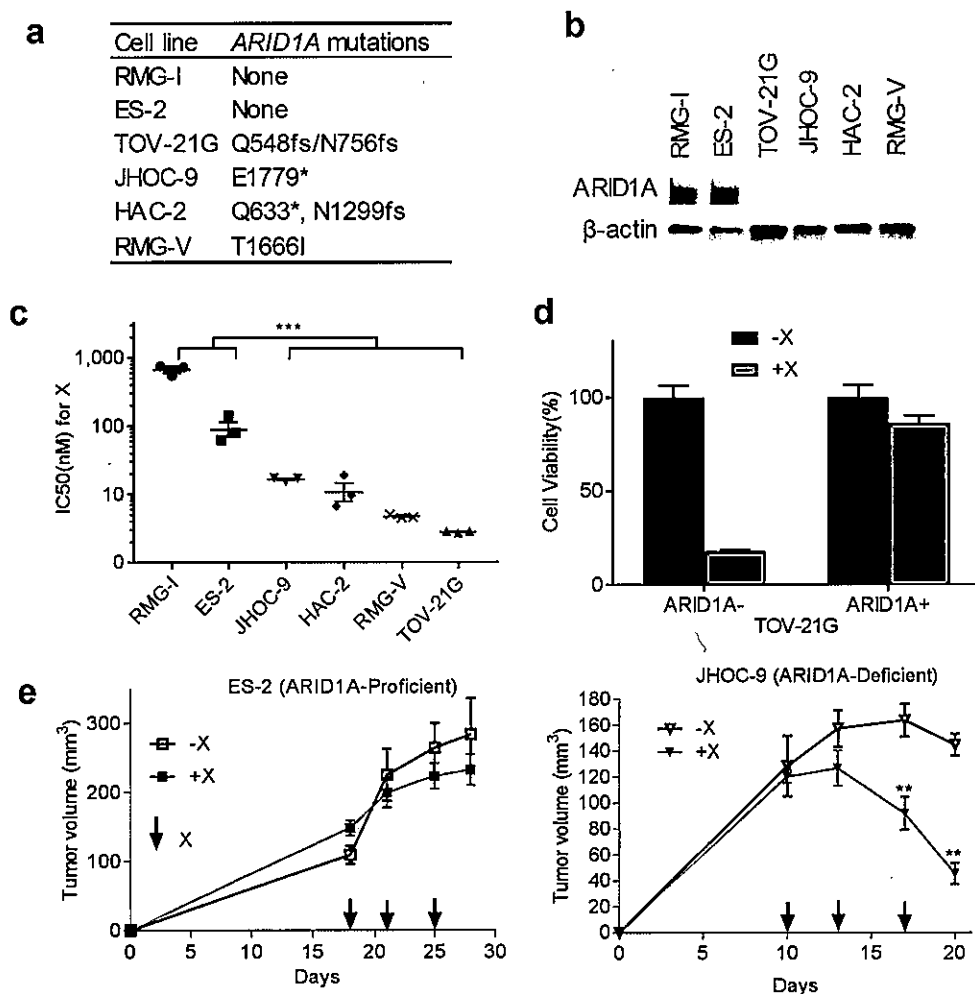 a
Cell line ARID1A mutations
RMG-I None
ES-2 None
TOV-21G Q548fs/N756fs
JHOC-9 E1779*
HAC-2 Q633*, N1299fs
RMG-V T1666I
b
RMG-I ES-2 TOV-21G JHOC-9 HAC-2 RMG-V
ARID1A
β-actin
c
***
IC50(nM) for X
1,000
100
10
0
RMG-I ES-2 JHOC-9 HAC-2 RMG-V TOV-21G
d
-X
+X
Cell Viability(%)
100
50
0
ARID1A- ARID1A+
TOV-21G
e
ES-2 (ARID1A-Proficient)
Tumor volume (mm³)
300
200
100
0
-X
+X
X
0 5 10 15 20 25 30
Days
JHOC-9 (ARID1A-Deficient)
Tumor volume (mm³)
180
160
140
120
100
80
60
40
20
0
-X
+X
**
**
0 5 10 15 20
Days